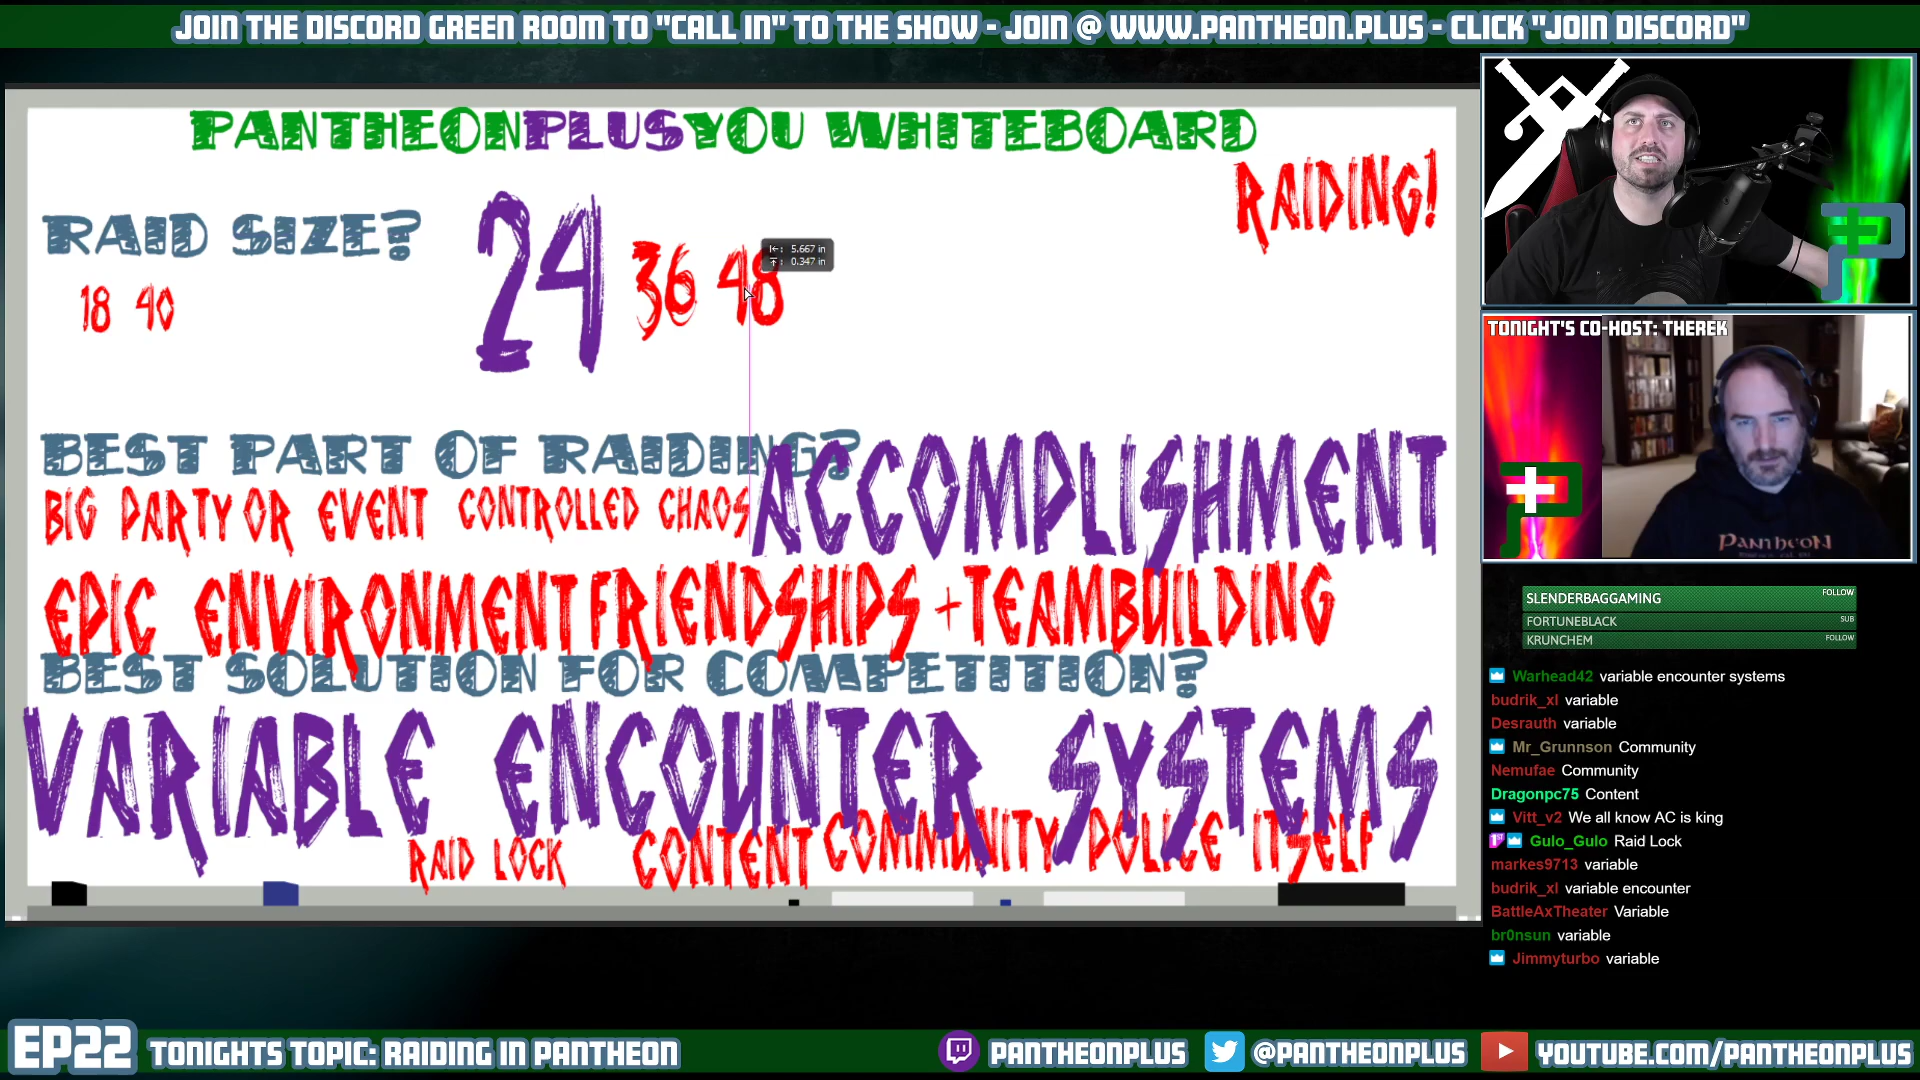 JOIN THE DISCORD GREEN ROOM TO "CALL IN" TO THE SHOW - JOIN @ WWW.PANTHEON.PLUS - CLICK "JOIN DISCORD"
PANTHEONPLUSYOU WHITEBOARD
RAIDING!
RAID SIZE?
18 40
24 36 48
5.667 in
0.347 in
BEST PART OF RAIDING?
BIG PARTY OR EVENT CONTROLLED CHAOS ACCOMPLISHMENT
EPIC ENVIRONMENT FRIENDSHIPS + TEAMBUILDING
BEST SOLUTION FOR COMPETITION?
VARIABLE ENCOUNTER SYSTEMS
RAID LOCK CONTENT COMMUNITY POLICE ITSELF
TONIGHT'S CO-HOST: THEREK
PANTHEON
SLENDERBAGGAMING FOLLOW
FORTUNEBLACK SUB
KRUNCHEM FOLLOW
Warhead42 variable encounter systems
budrik_xl variable
Desrauth variable
Mr_Grunnson Community
Nemufae Community
Dragonpc75 Content
Vitt_v2 We all know AC is king
Gulo_Gulo Raid Lock
markes9713 variable
budrik_xl variable encounter
BattleAxTheater Variable
br0nsun variable
Jimmyturbo variable
EP22 TONIGHTS TOPIC: RAIDING IN PANTHEON
PANTHEONPLUS
@PANTHEONPLUS
YOUTUBE.COM/PANTHEONPLUS